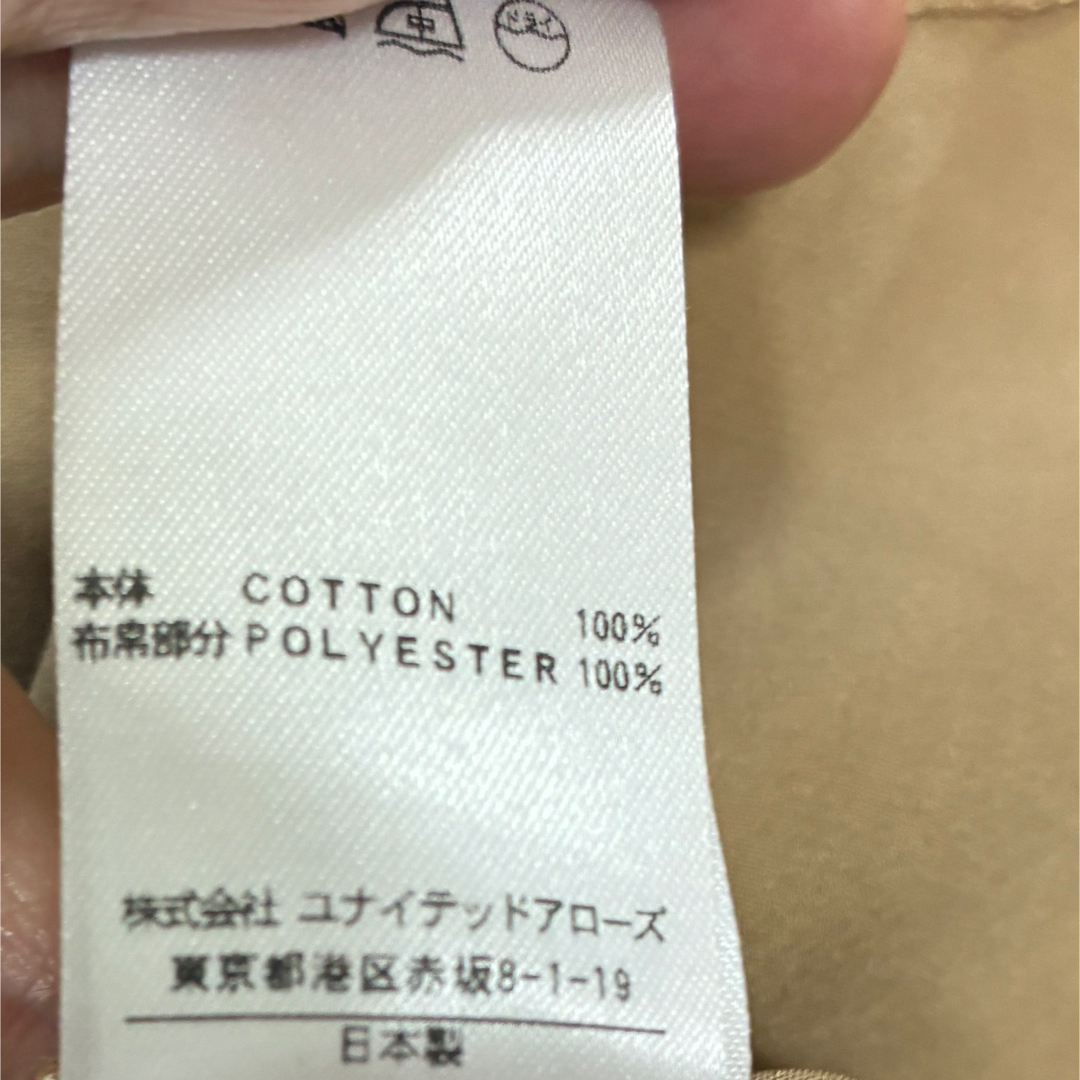 本体 COTTON 100%
布帛部分 POLYESTER 100%
株式会社 ユナイテッドアローズ
東京都港区赤坂8-1-19
日本製